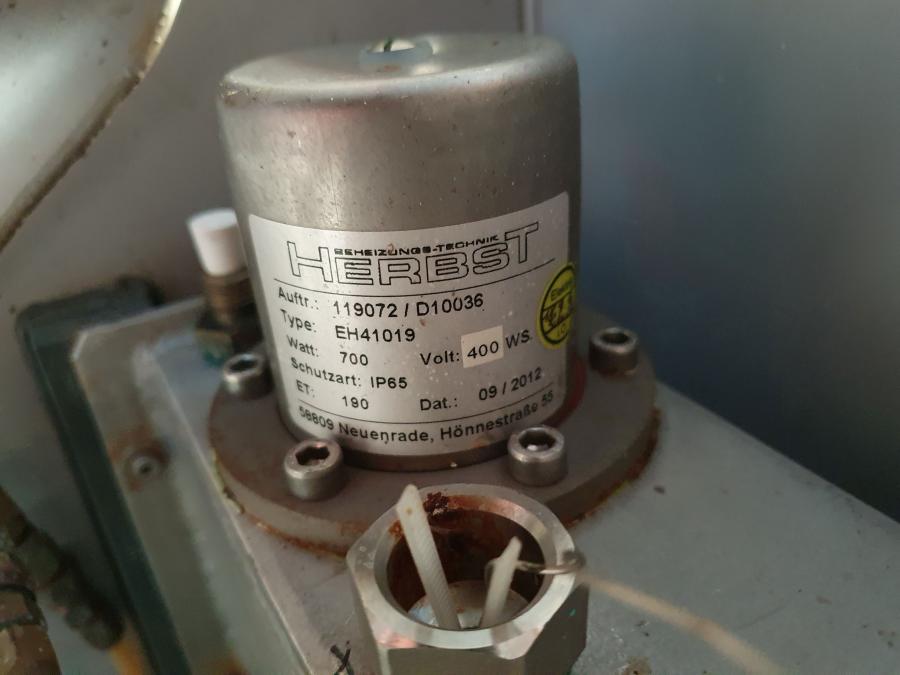 BEHEIZUNGS-TECHNIK
HERBST
Auftr.: 119072 / D10036
Type: EH41019
Watt: 700 Volt: 400 WS.
Schutzart: IP65
ET: 190 Dat.: 09 / 2012
58809 Neuenrade, Hönnestraße 55